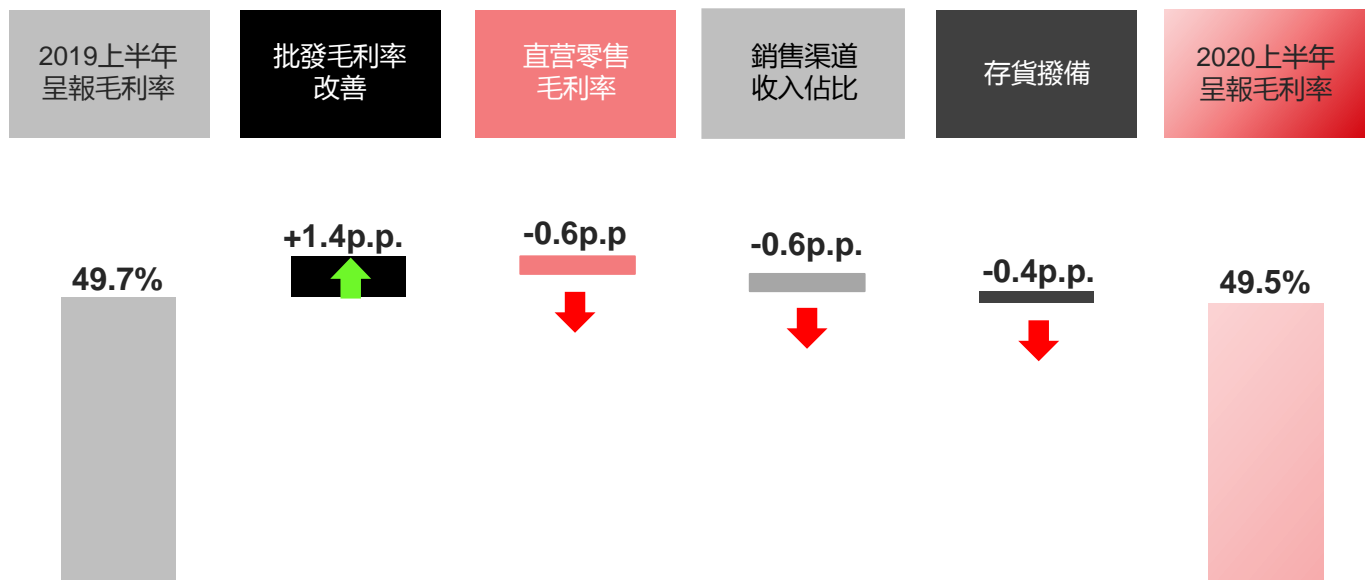 2019上半年
呈報毛利率
批發毛利率
改善
直营零售
毛利率
銷售渠道
收入佔比
存貨撥備
2020上半年
呈報毛利率
49.7%
+1.4p.p.
-0.6p.p
-0.6p.p.
-0.4p.p.
49.5%